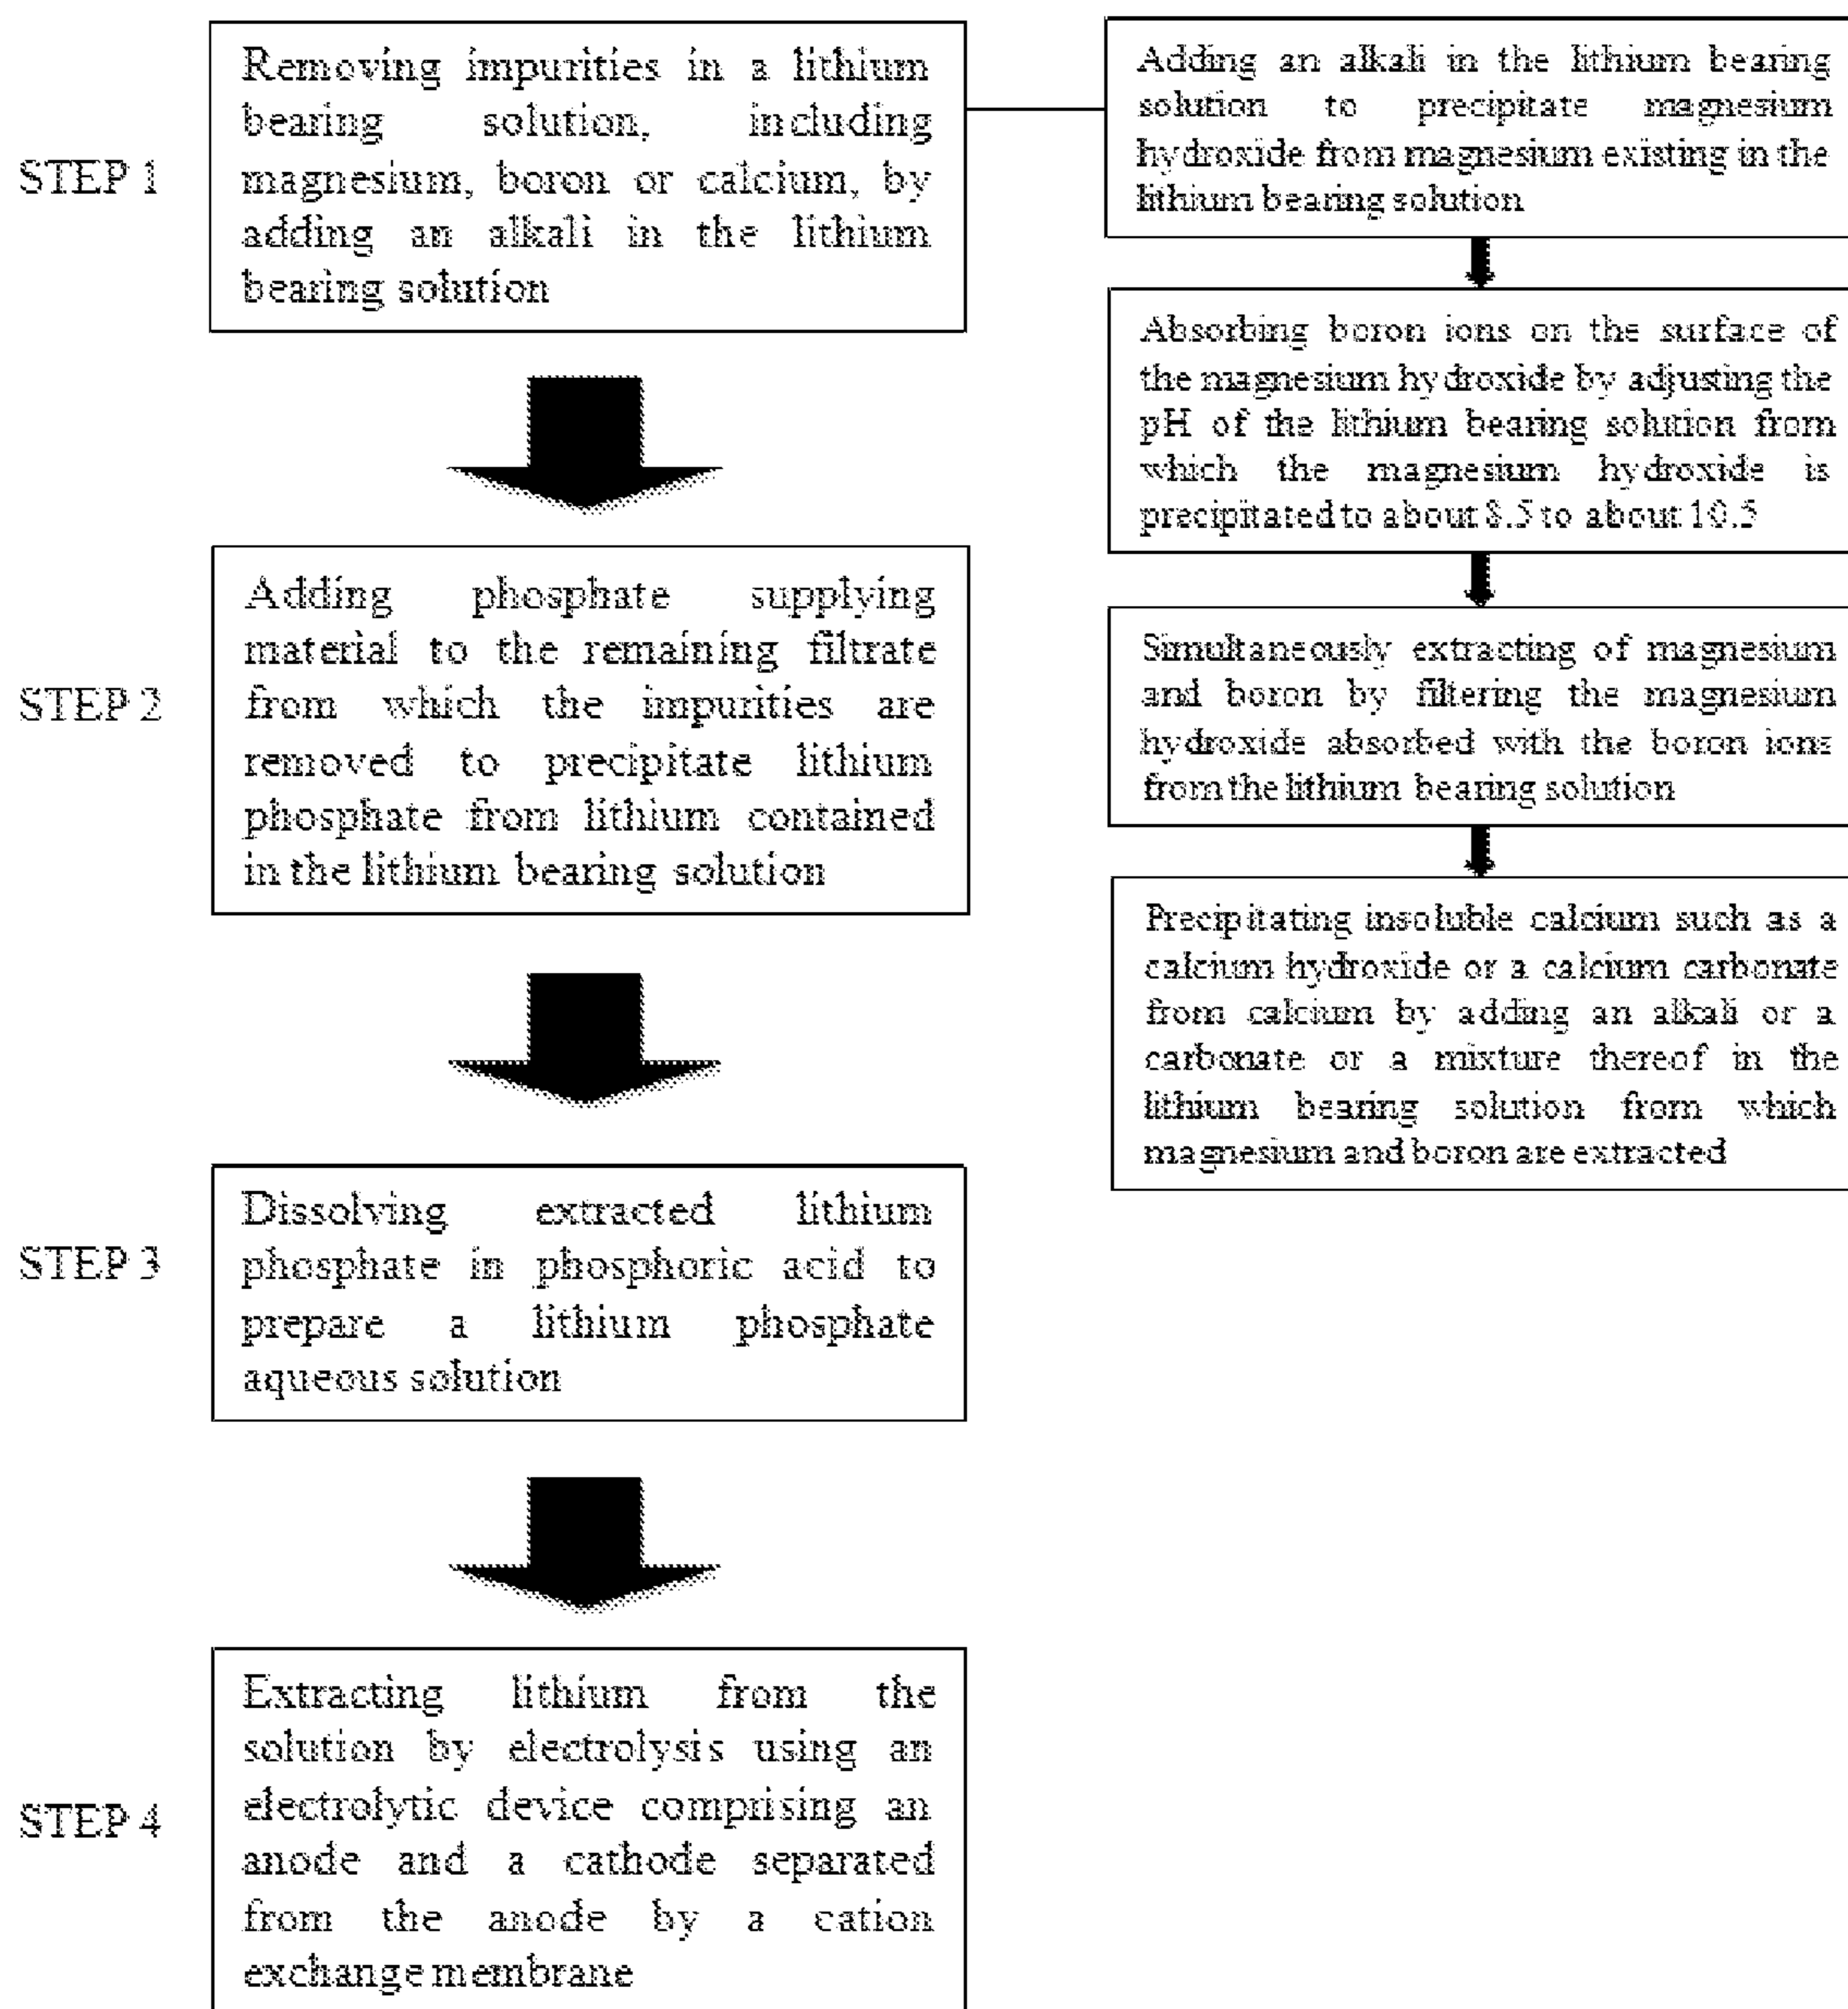 STEP 1
Removing impurities in a lithium
bearing solution, including
magnesium, boron or calcium, by
adding an alkali in the lithium
bearing solution
Adding an alkali in the lithium bearing
solution to precipitate magnesium
hydroxide from magnesium existing in the
lithium bearing solution
Absorbing boron ions on the surface of
the magnesium hydroxide by adjusting the
pH of the lithium bearing solution from
which the magnesium hydroxide is
precipitated to about 8.5 to about 10.5
Simultaneously extracting of magnesium
and boron by filtering the magnesium
hydroxide absorbed with the boron ions
from the lithium bearing solution
Precipitating insoluble calcium such as a
calcium hydroxide or a calcium carbonate
from calcium by adding an alkali or a
carbonate or a mixture thereof in the
lithium bearing solution from which
magnesium and boron are extracted
STEP 2
Adding phosphate supplying
material to the remaining filtrate
from which the impurities are
removed to precipitate lithium
phosphate from lithium contained
in the lithium bearing solution
STEP 3
Dissolving extracted lithium
phosphate in phosphoric acid to
prepare a lithium phosphate
aqueous solution
STEP 4
Extracting lithium from the
solution by electrolysis using an
electrolytic device comprising an
anode and a cathode separated
from the anode by a cation
exchange membrane